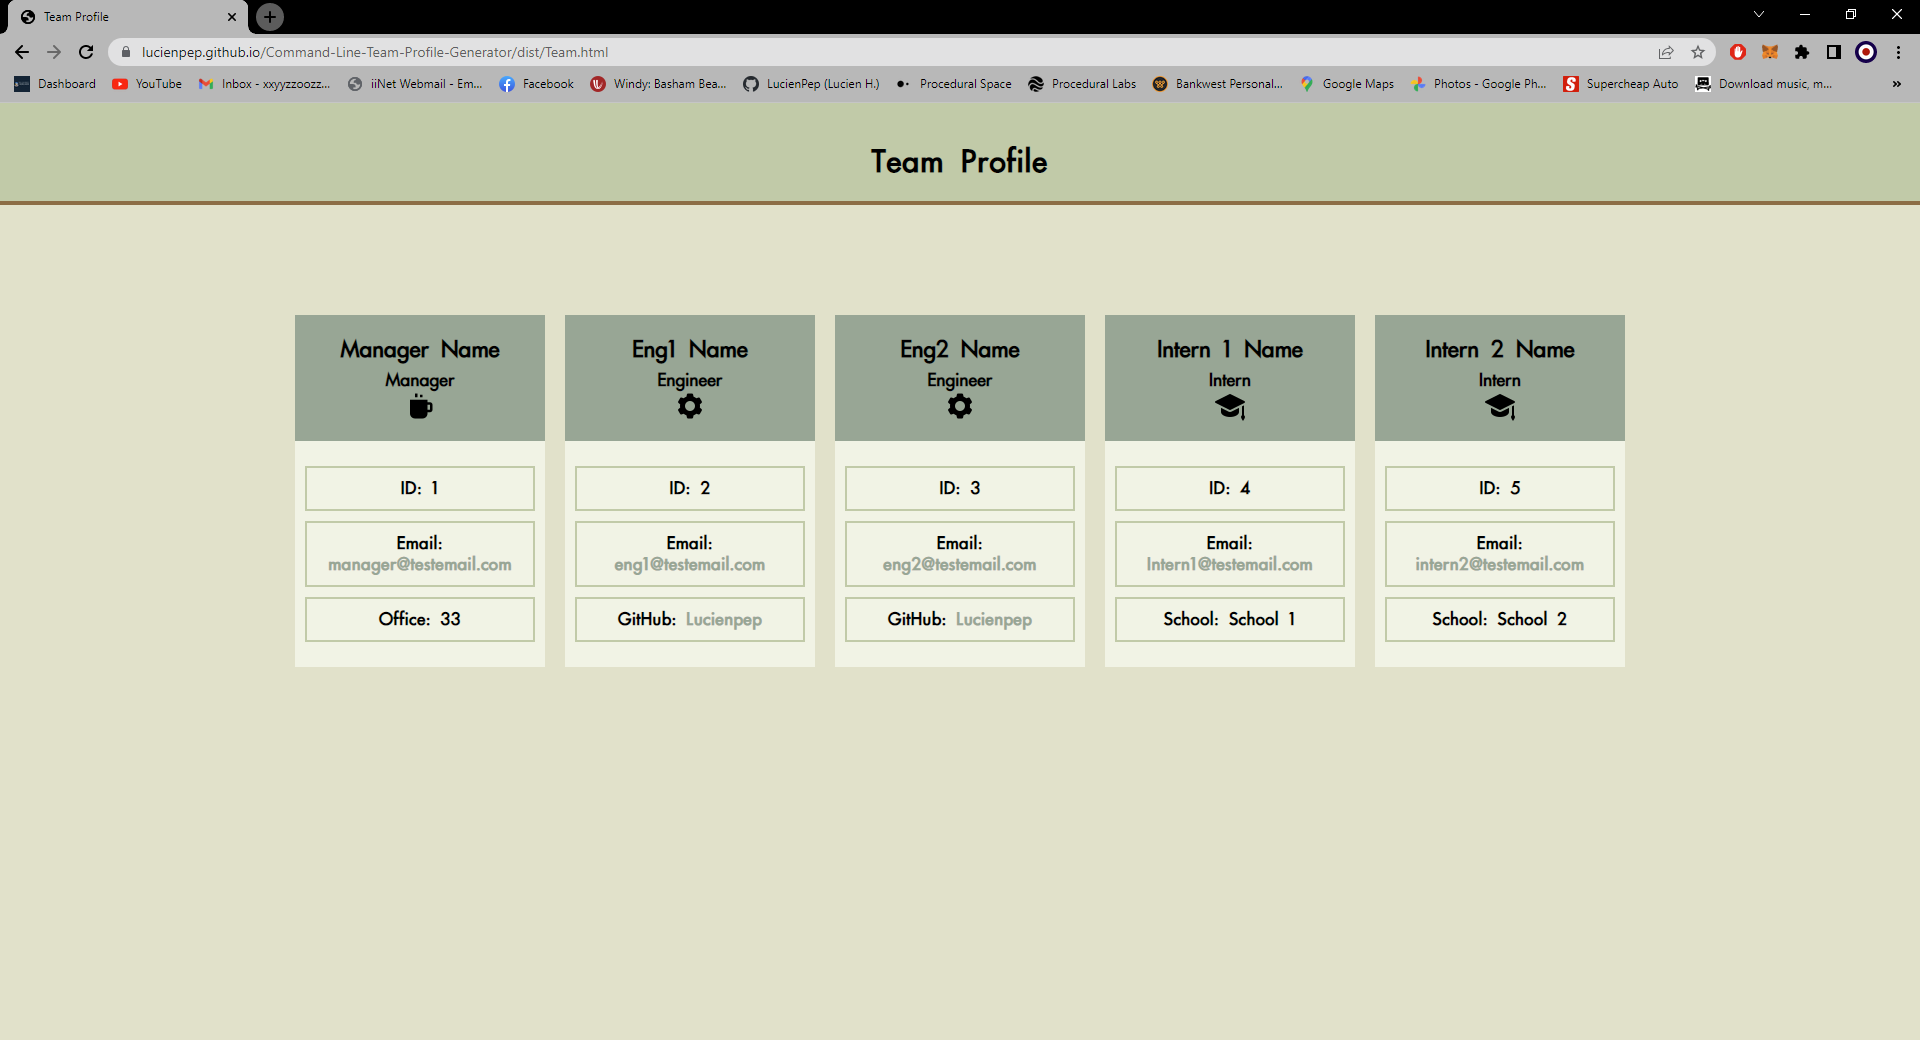 Team Profile
lucienpep.github.io/Command-Line-Team-Profile-Generator/dist/Team.html
Dashboard YouTube Inbox - xxyyzzoozz... iiNet Webmail - Em... Facebook Windy: Basham Bea... LucienPep (Lucien H.) Procedural Space Procedural Labs Bankwest Personal... Google Maps Photos - Google Ph... Supercheap Auto Download music, m... »
Team Profile
Manager Name
Manager
ID: 1
Email:
manager@testemail.com
Office: 33
Eng1 Name
Engineer
ID: 2
Email:
eng1@testemail.com
GitHub: Lucienpep
Eng2 Name
Engineer
ID: 3
Email:
eng2@testemail.com
GitHub: Lucienpep
Intern 1 Name
Intern
ID: 4
Email:
Intern1@testemail.com
School: School 1
Intern 2 Name
Intern
ID: 5
Email:
intern2@testemail.com
School: School 2